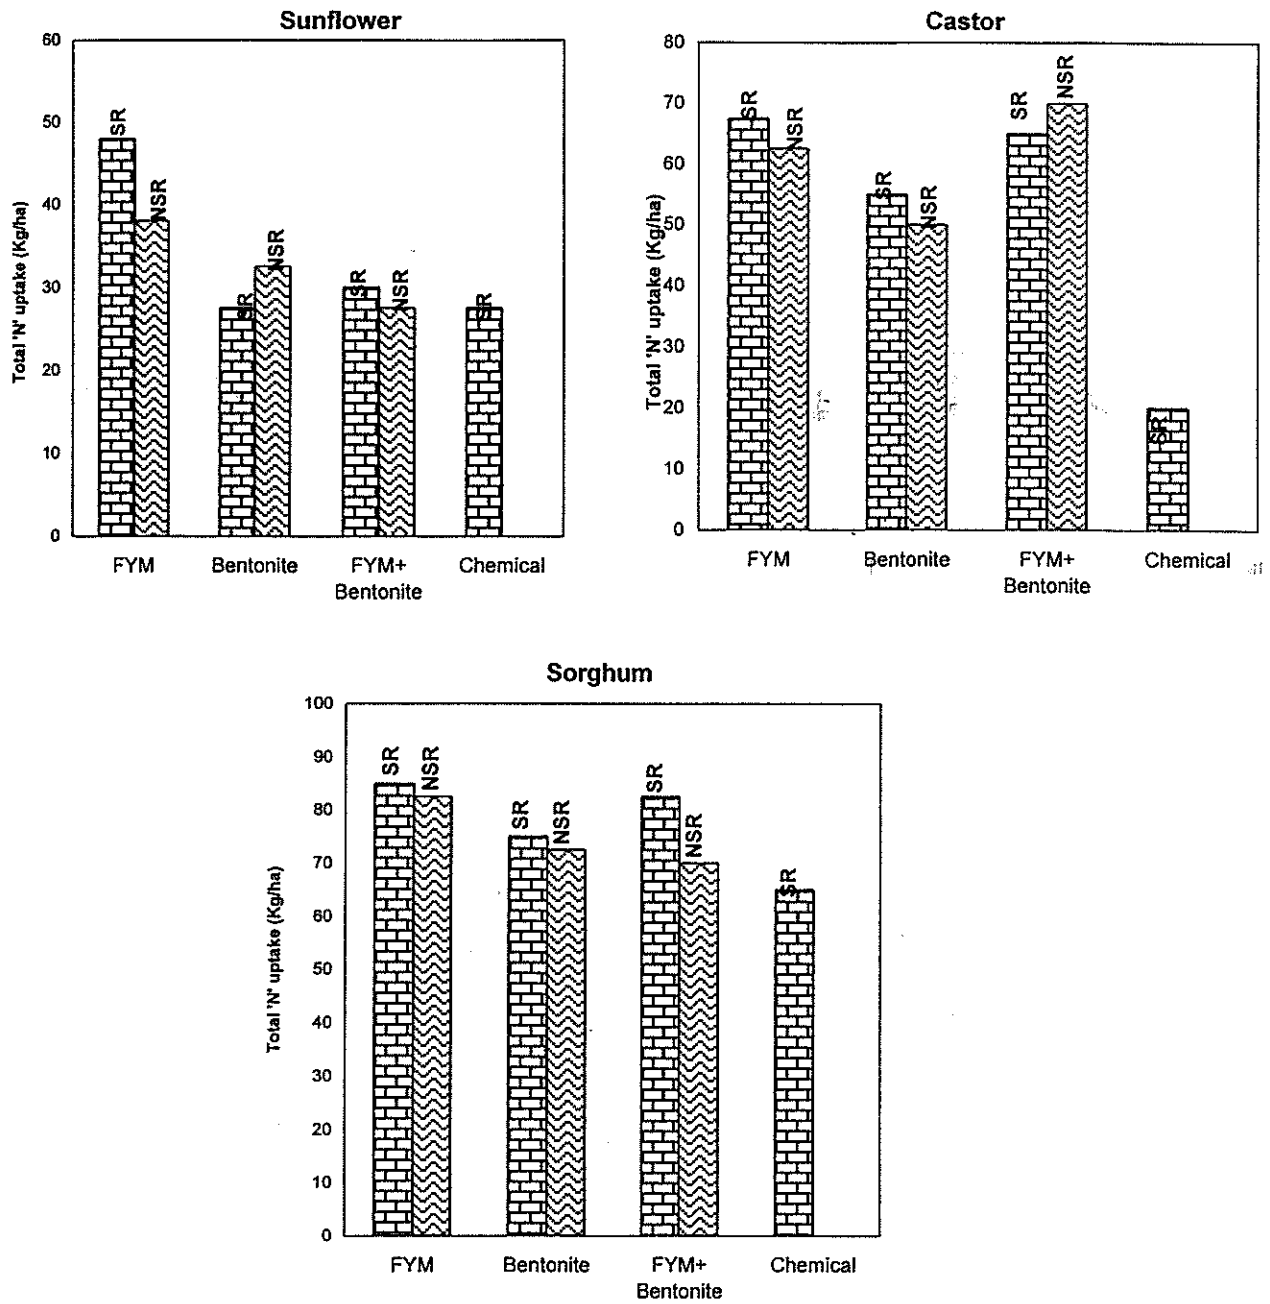 Sunflower
60
50
40
30
20
10
0
Total 'N' uptake (Kg/ha)
SR
NSR
SR
NSR
SR
NSR
SR
FYM
Bentonite
FYM+
Bentonite
Chemical
Castor
80
70
60
50
40
30
20
10
0
Total 'N' uptake (Kg/ha)
SR
NSR
SR
NSR
SR
NSR
SR
FYM
Bentonite
FYM+
Bentonite
Chemical
Sorghum
100
90
80
70
60
50
40
30
20
10
0
Total 'N' uptake (Kg/ha)
SR
NSR
SR
NSR
SR
NSR
SR
FYM
Bentonite
FYM+
Bentonite
Chemical